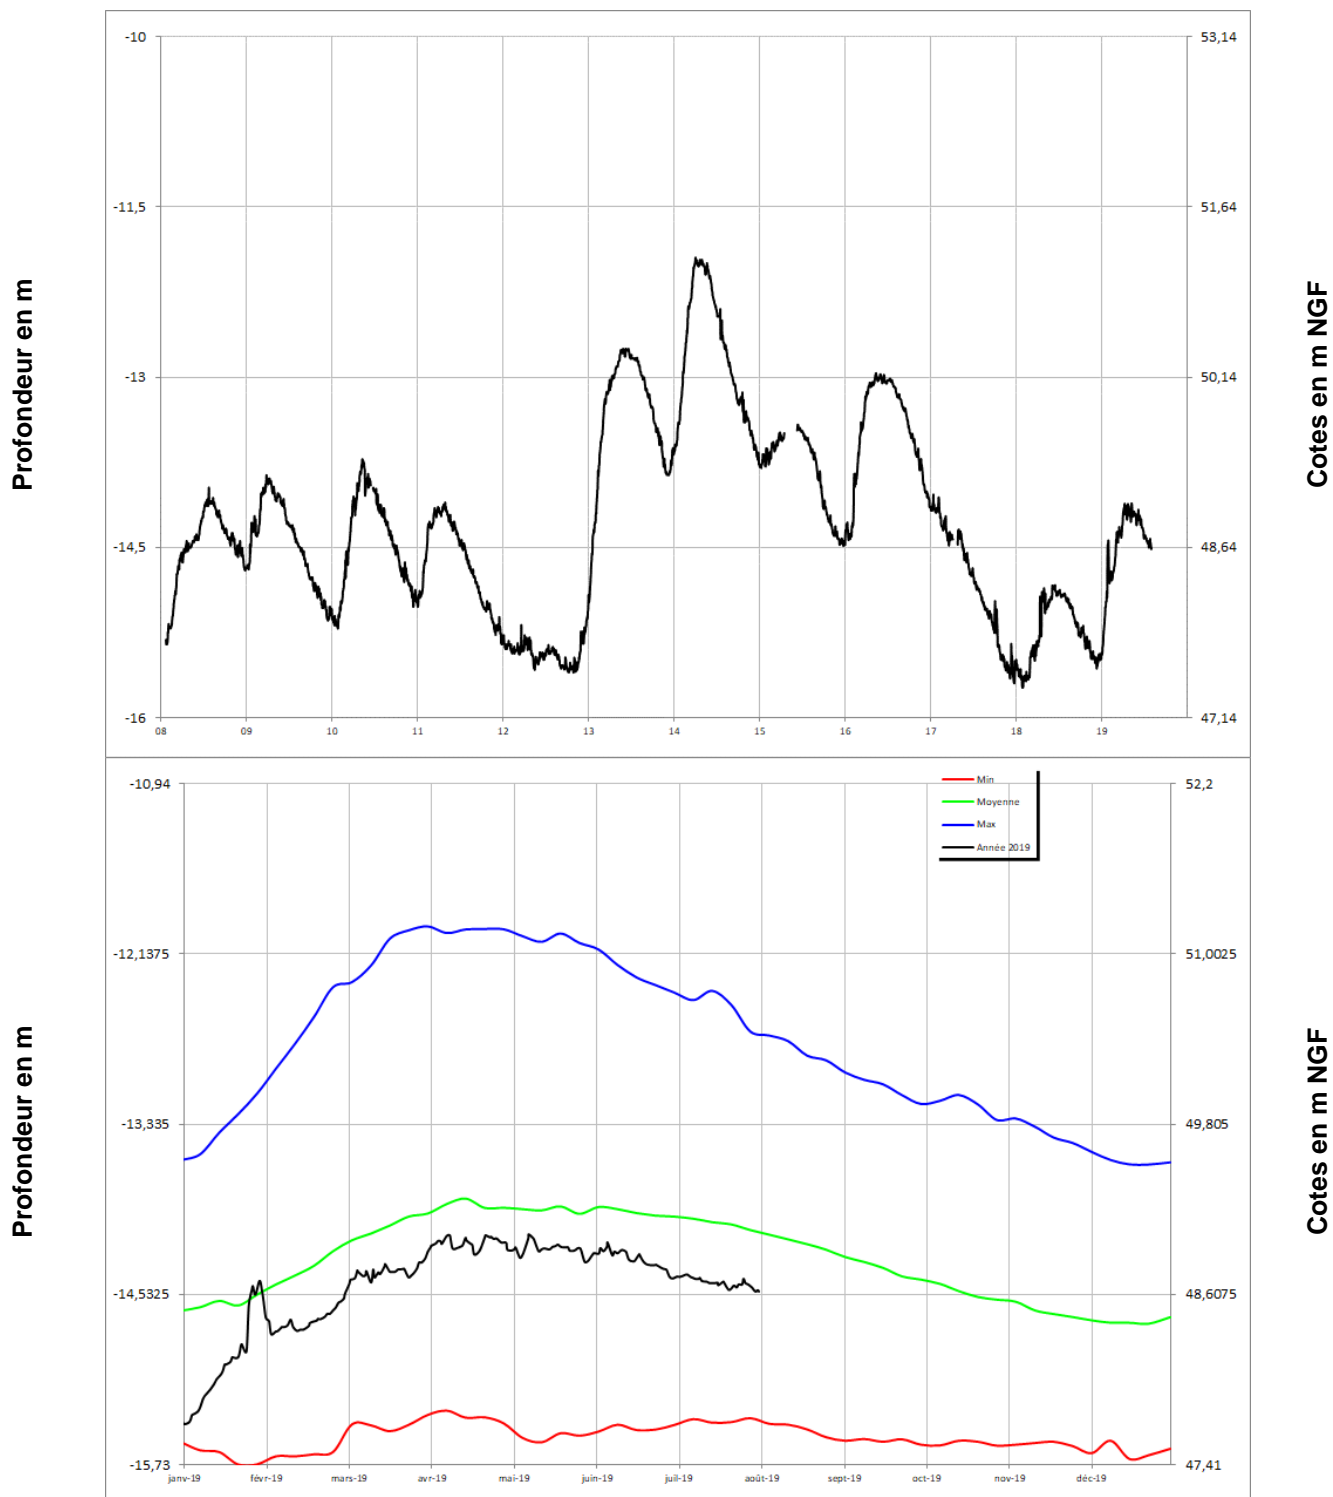 Profondeur en m
Cotes en m NGF
-10
53,14
-11,5
51,64
-13
50,14
-14,5
48,64
-16
47,14
08 09 10 11 12 13 14 15 16 17 18 19
Profondeur en m
Cotes en m NGF
Min
Moyenne
Max
Année 2019
-10,94
52,2
-12,1375
51,0025
-13,335
49,805
-14,5325
48,6075
-15,73
47,41
janv-19 févr-19 mars-19 avr-19 mai-19 juin-19 juil-19 août-19 sept-19 oct-19 nov-19 déc-19